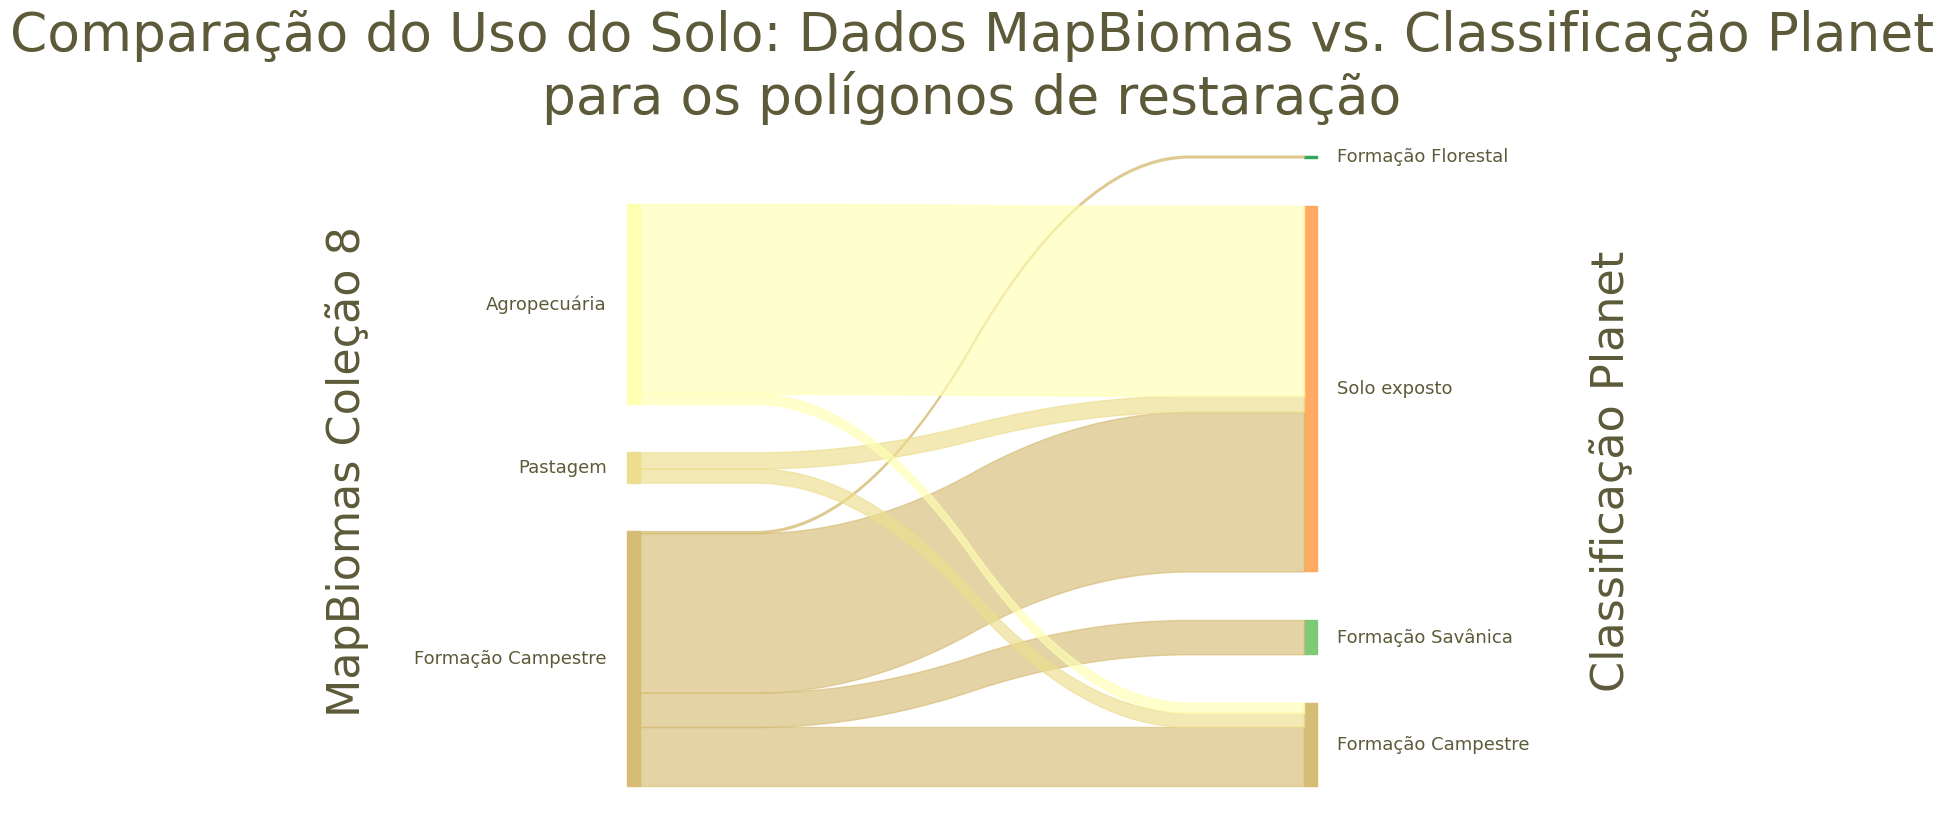 Comparação do Uso do Solo: Dados MapBiomas vs. Classificação Planet
para os polígonos de restaração
MapBiomas Coleção 8
Agropecuária
Pastagem
Formação Campestre
Formação Florestal
Solo exposto
Formação Savânica
Formação Campestre
Classificação Planet